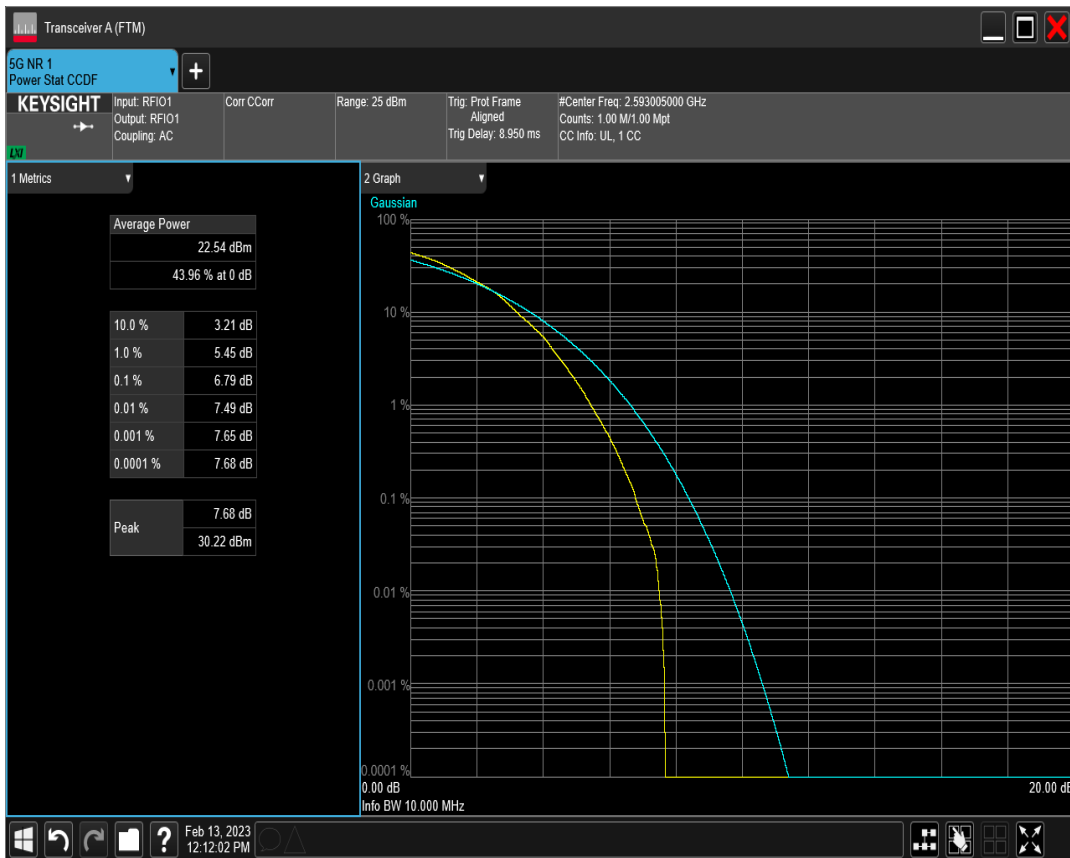 Transceiver A (FTM)
5G NR 1
Power Stat CCDF
KEYSIGHT
LXI
Input: RFIO1
Output: RFIO1
Coupling: AC
Corr CCorr
Range: 25 dBm
Trig: Prot Frame
Aligned
Trig Delay: 8.950 ms
#Center Freq: 2.593005000 GHz
Counts: 1.00 M/1.00 Mpt
CC Info: UL, 1 CC
1 Metrics
Average Power
22.54 dBm
43.96 % at 0 dB
10.0 % 3.21 dB
1.0 % 5.45 dB
0.1 % 6.79 dB
0.01 % 7.49 dB
0.001 % 7.65 dB
0.0001 % 7.68 dB
Peak
7.68 dB
30.22 dBm
2 Graph
Gaussian
100 %
10 %
1 %
0.1 %
0.01 %
0.001 %
0.0001 %
0.00 dB 20.00 dB
Info BW 10.000 MHz
? Feb 13, 2023
12:12:02 PM